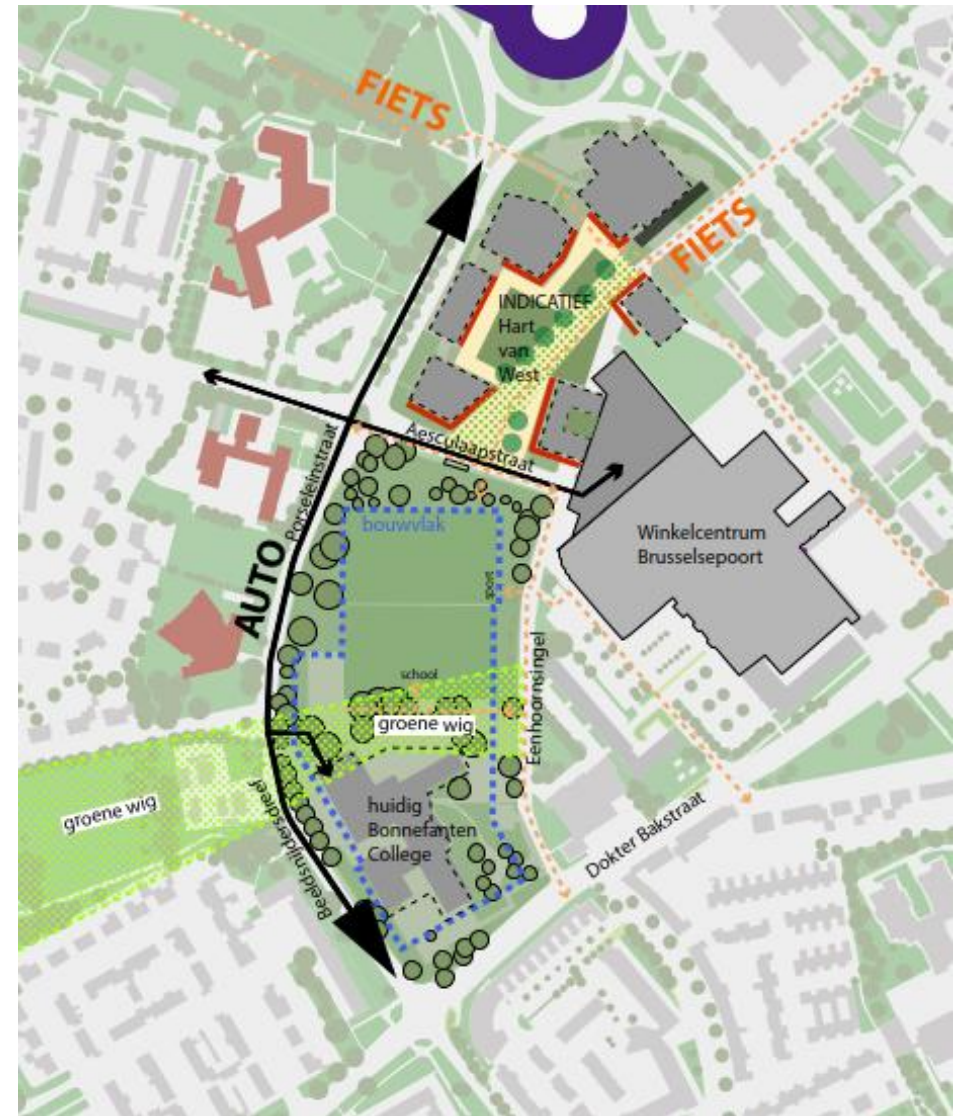 FIETS
FIETS
INDICATIEF
Hart
van
West
Aesculaapstraat
Porseleinstraat
AUTO
Winkelcentrum
Brusselsepoort
bouwvlak
sport
school
groene wig
Eenhoornsingel
groene wig
Beeldsnijdersdreef
huidig
Bonnefanten
College
Dokter Bakstraat